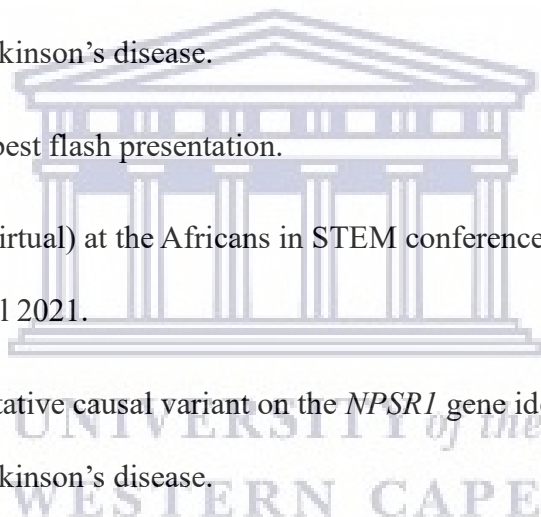 kinson’s disease.
best flash presentation.
irtual) at the Africans in STEM conference
l 2021.
tative causal variant on the NPSR1 gene ide
UNIVERSITY of the
kinson’s disease.
WESTERN CAPE